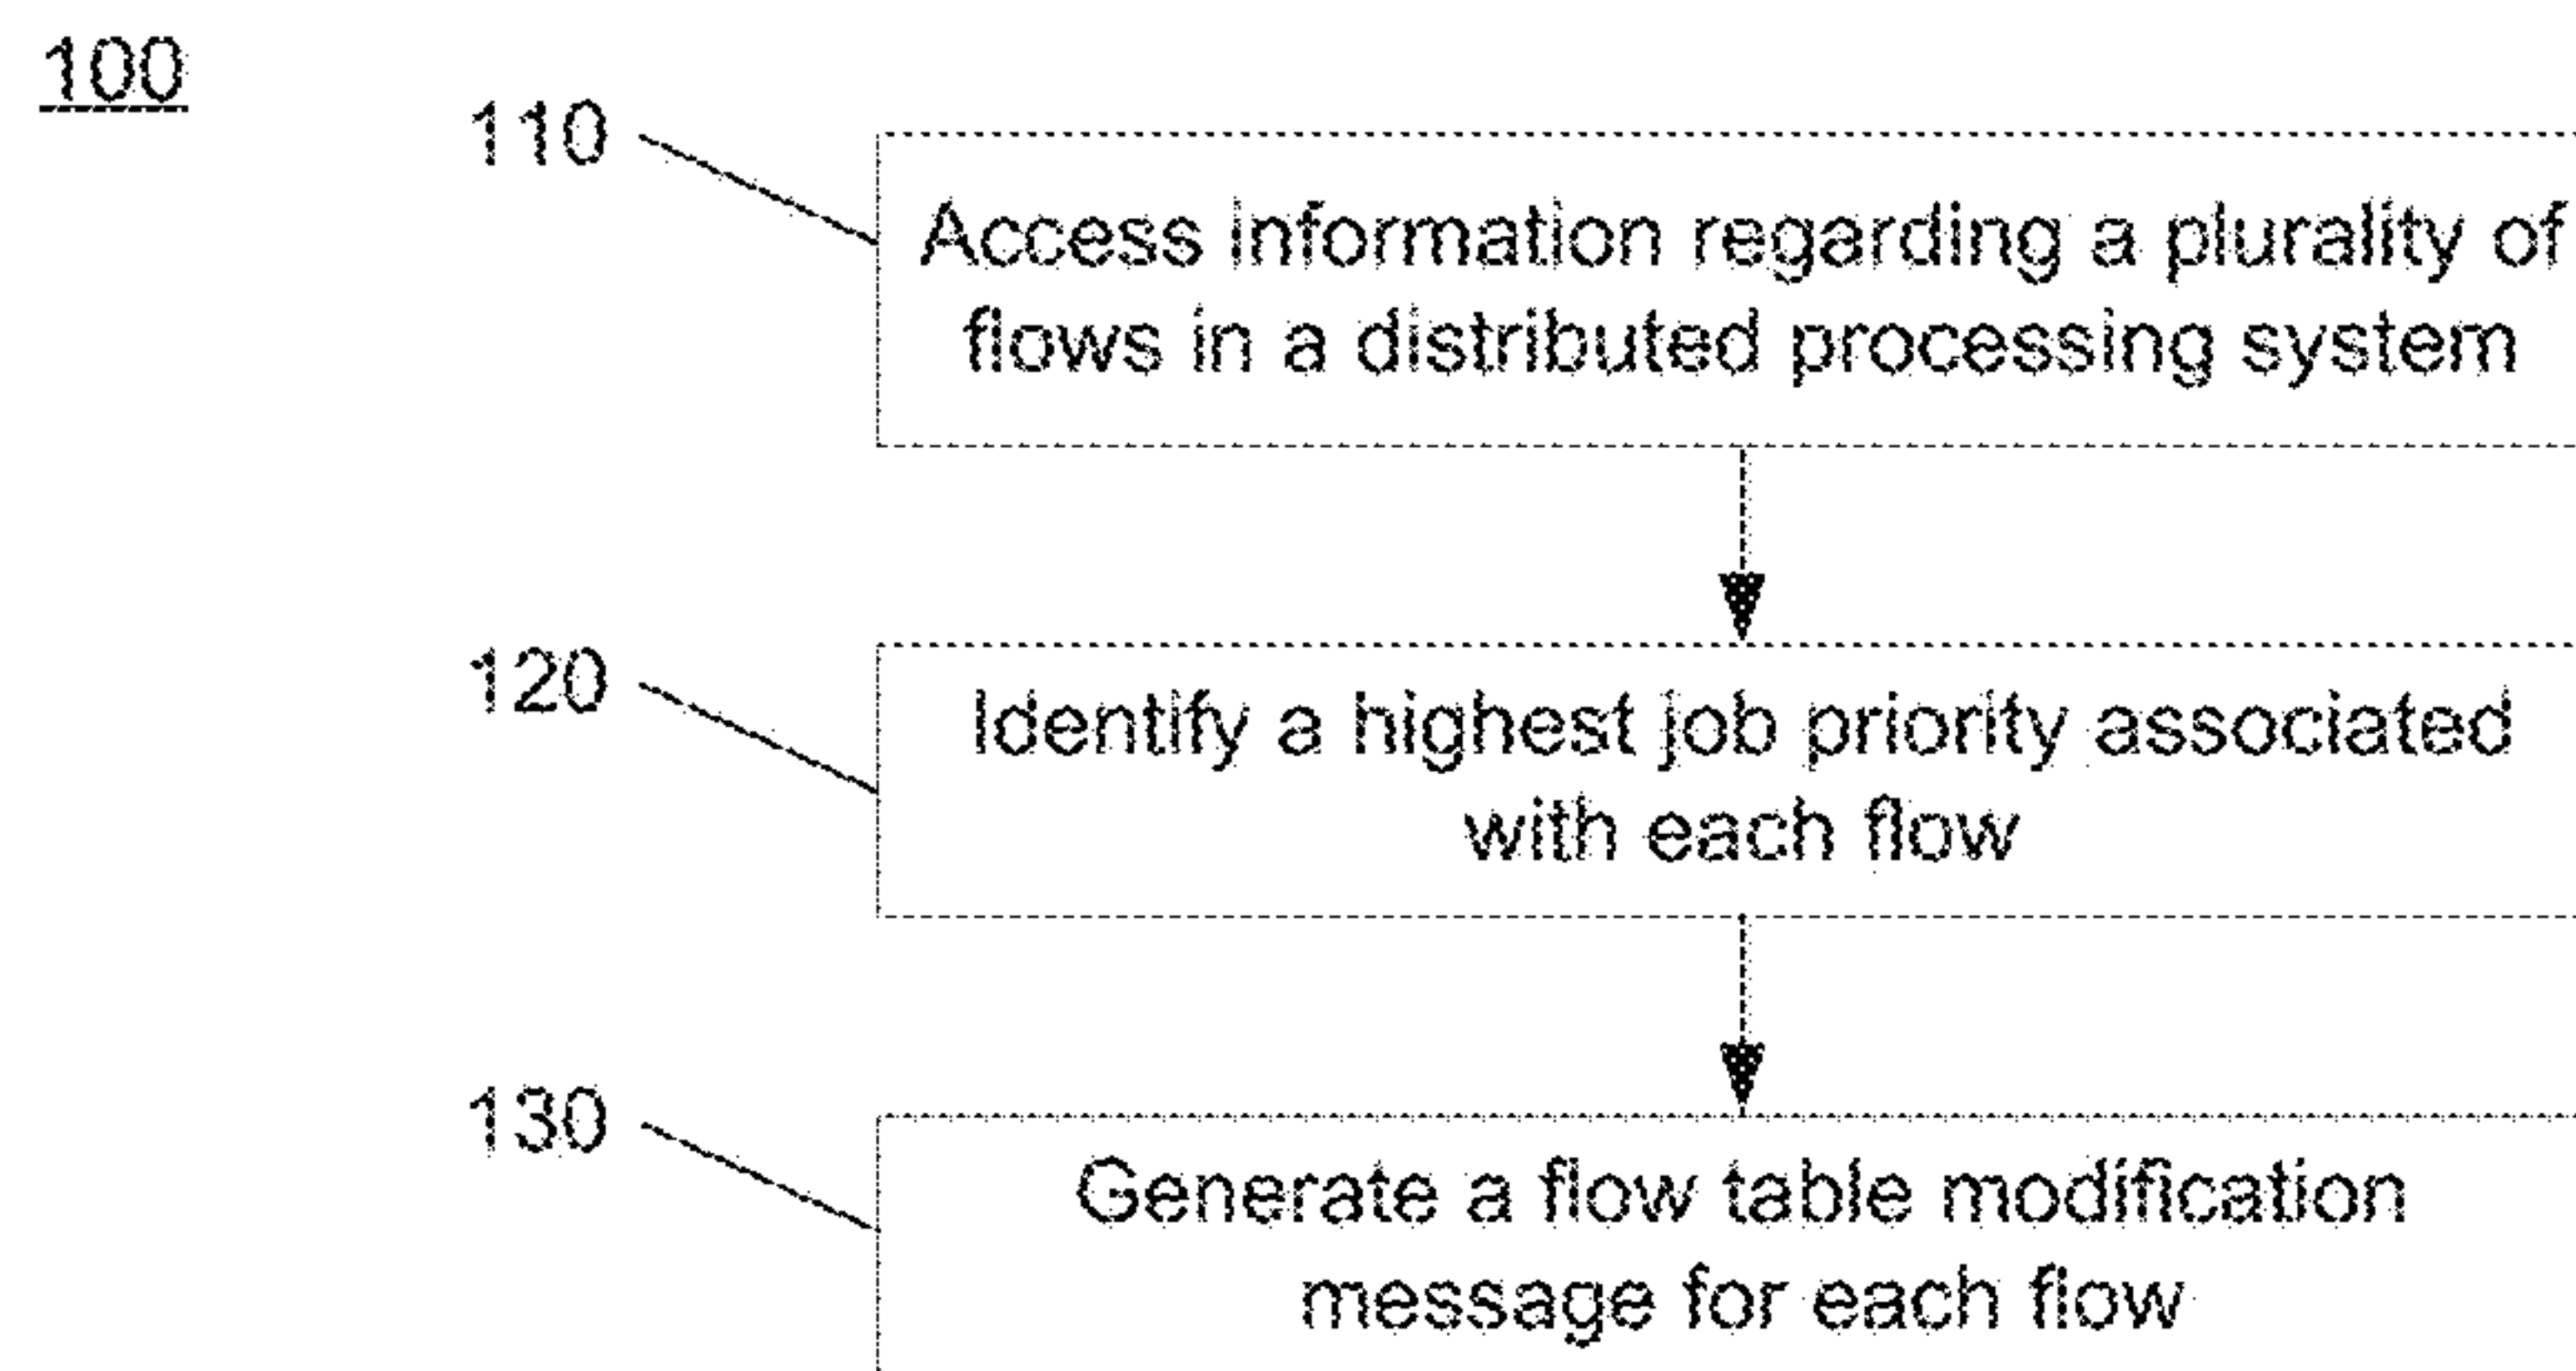 100
110
Access information regarding a plurality of
flows in a distributed processing system
120
Identify a highest job priority associated
with each flow
130
Generate a flow table modification
message for each flow